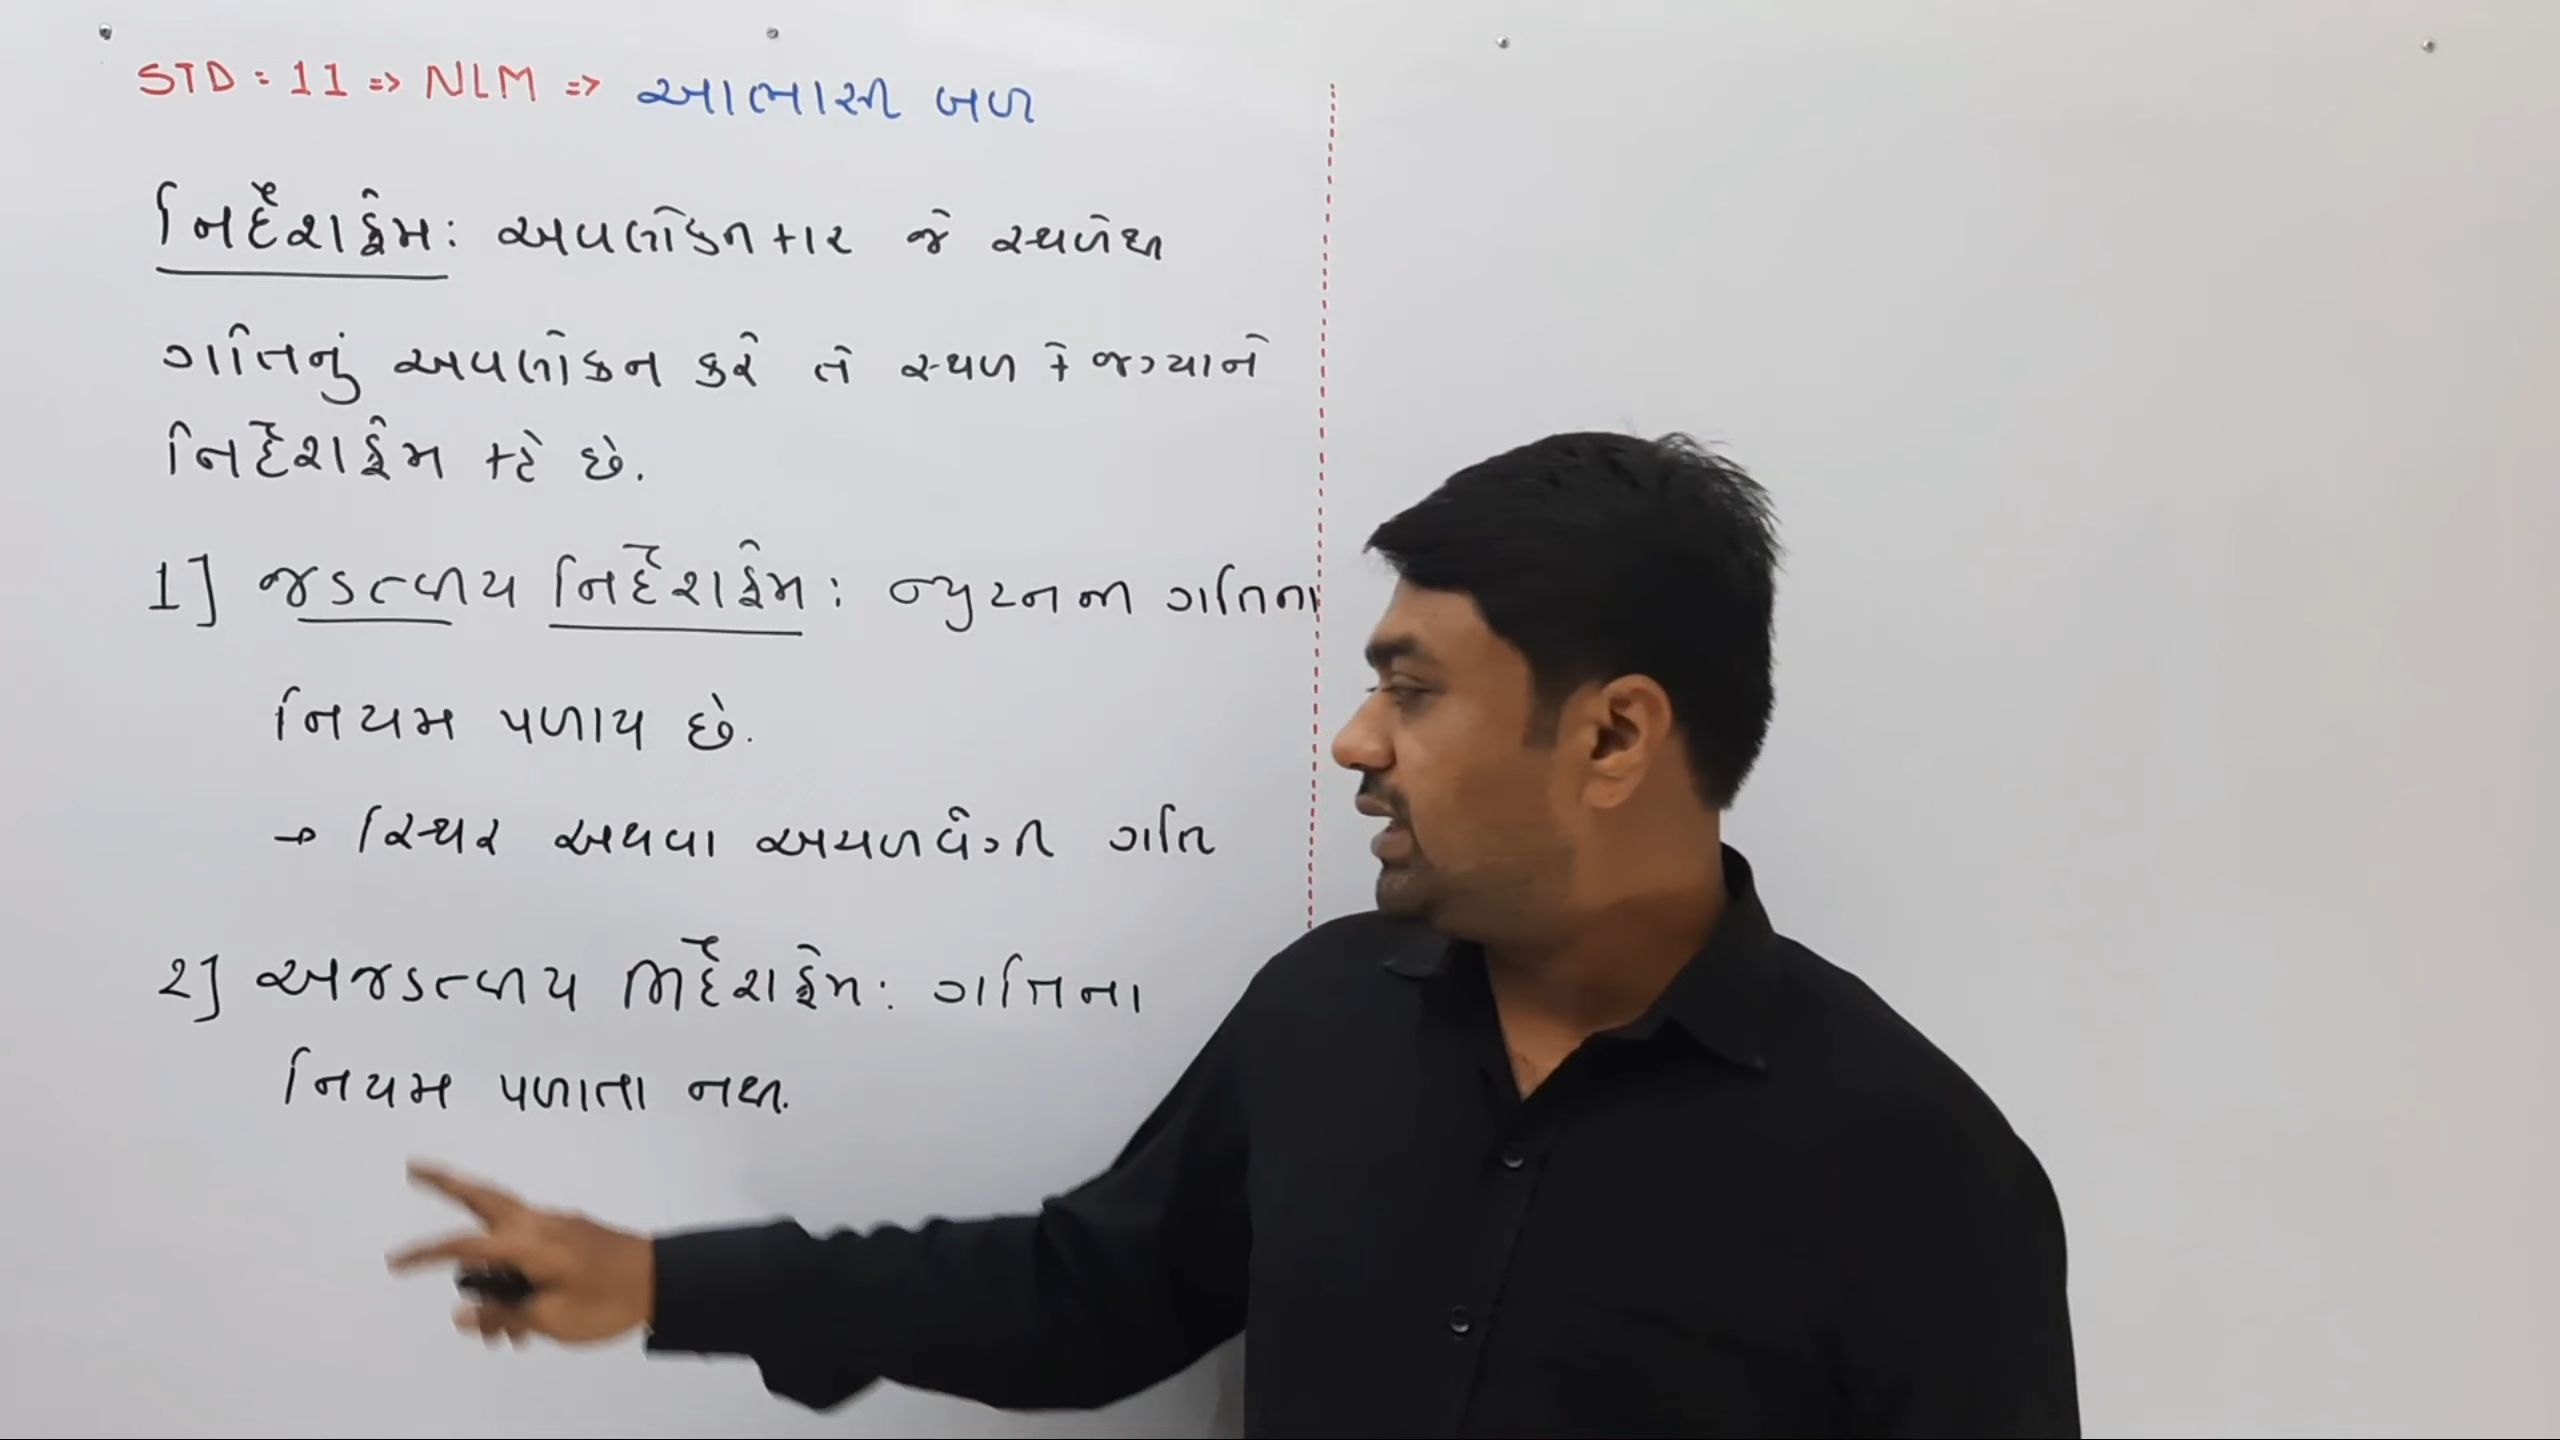 STD : 11 => NLM => આભાસી બળ
નિર્દેશફ્રેમ : અવલોકનકાર જે સ્થળેથી
ગતિનું અવલોકન કરે તે સ્થળ કે જગ્યાને
નિર્દેશફ્રેમ કહે છે.
1] જડત્વીય નિર્દેશફ્રેમ : ન્યુટનના ગતિના
નિયમ પળાય છે.
→ સ્થિર અથવા અચળવેગી ગતિ
2] અજડત્વીય નિર્દેશફ્રેમ : ગતિના
નિયમ પળાતા નથી.